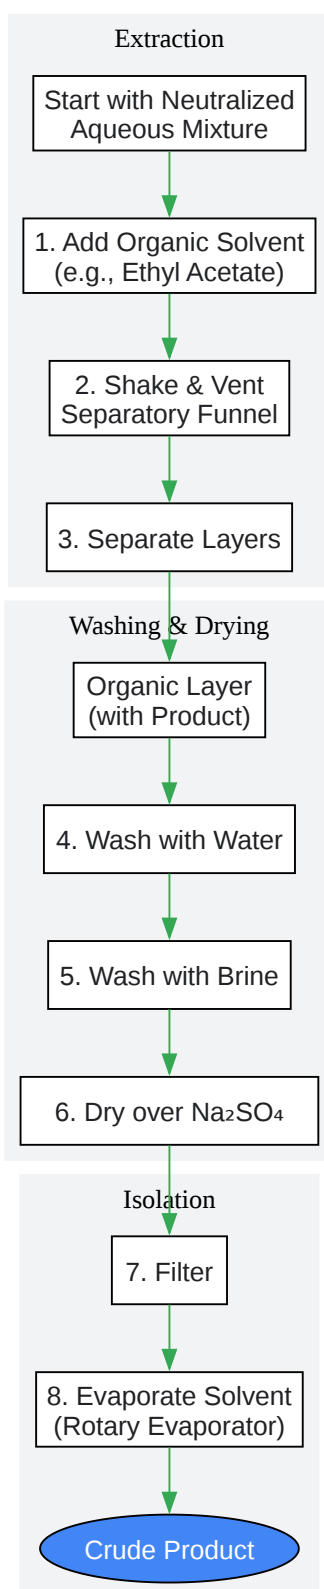 Extraction
Start with Neutralized
Aqueous Mixture
1. Add Organic Solvent
(e.g., Ethyl Acetate)
2. Shake & Vent
Separatory Funnel
3. Separate Layers
Washing & Drying
Organic Layer
(with Product)
4. Wash with Water
5. Wash with Brine
6. Dry over Na₂SO₄
Isolation
7. Filter
8. Evaporate Solvent
(Rotary Evaporator)
Crude Product